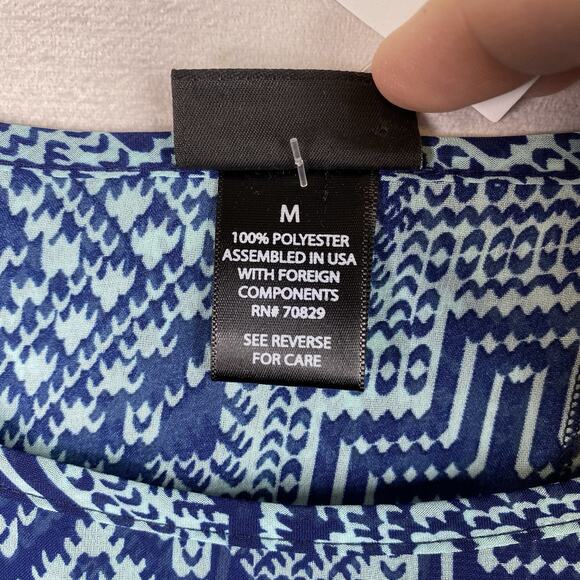 M
100% POLYESTER
ASSEMBLED IN USA
WITH FOREIGN
COMPONENTS
RN# 70829
SEE REVERSE
FOR CARE